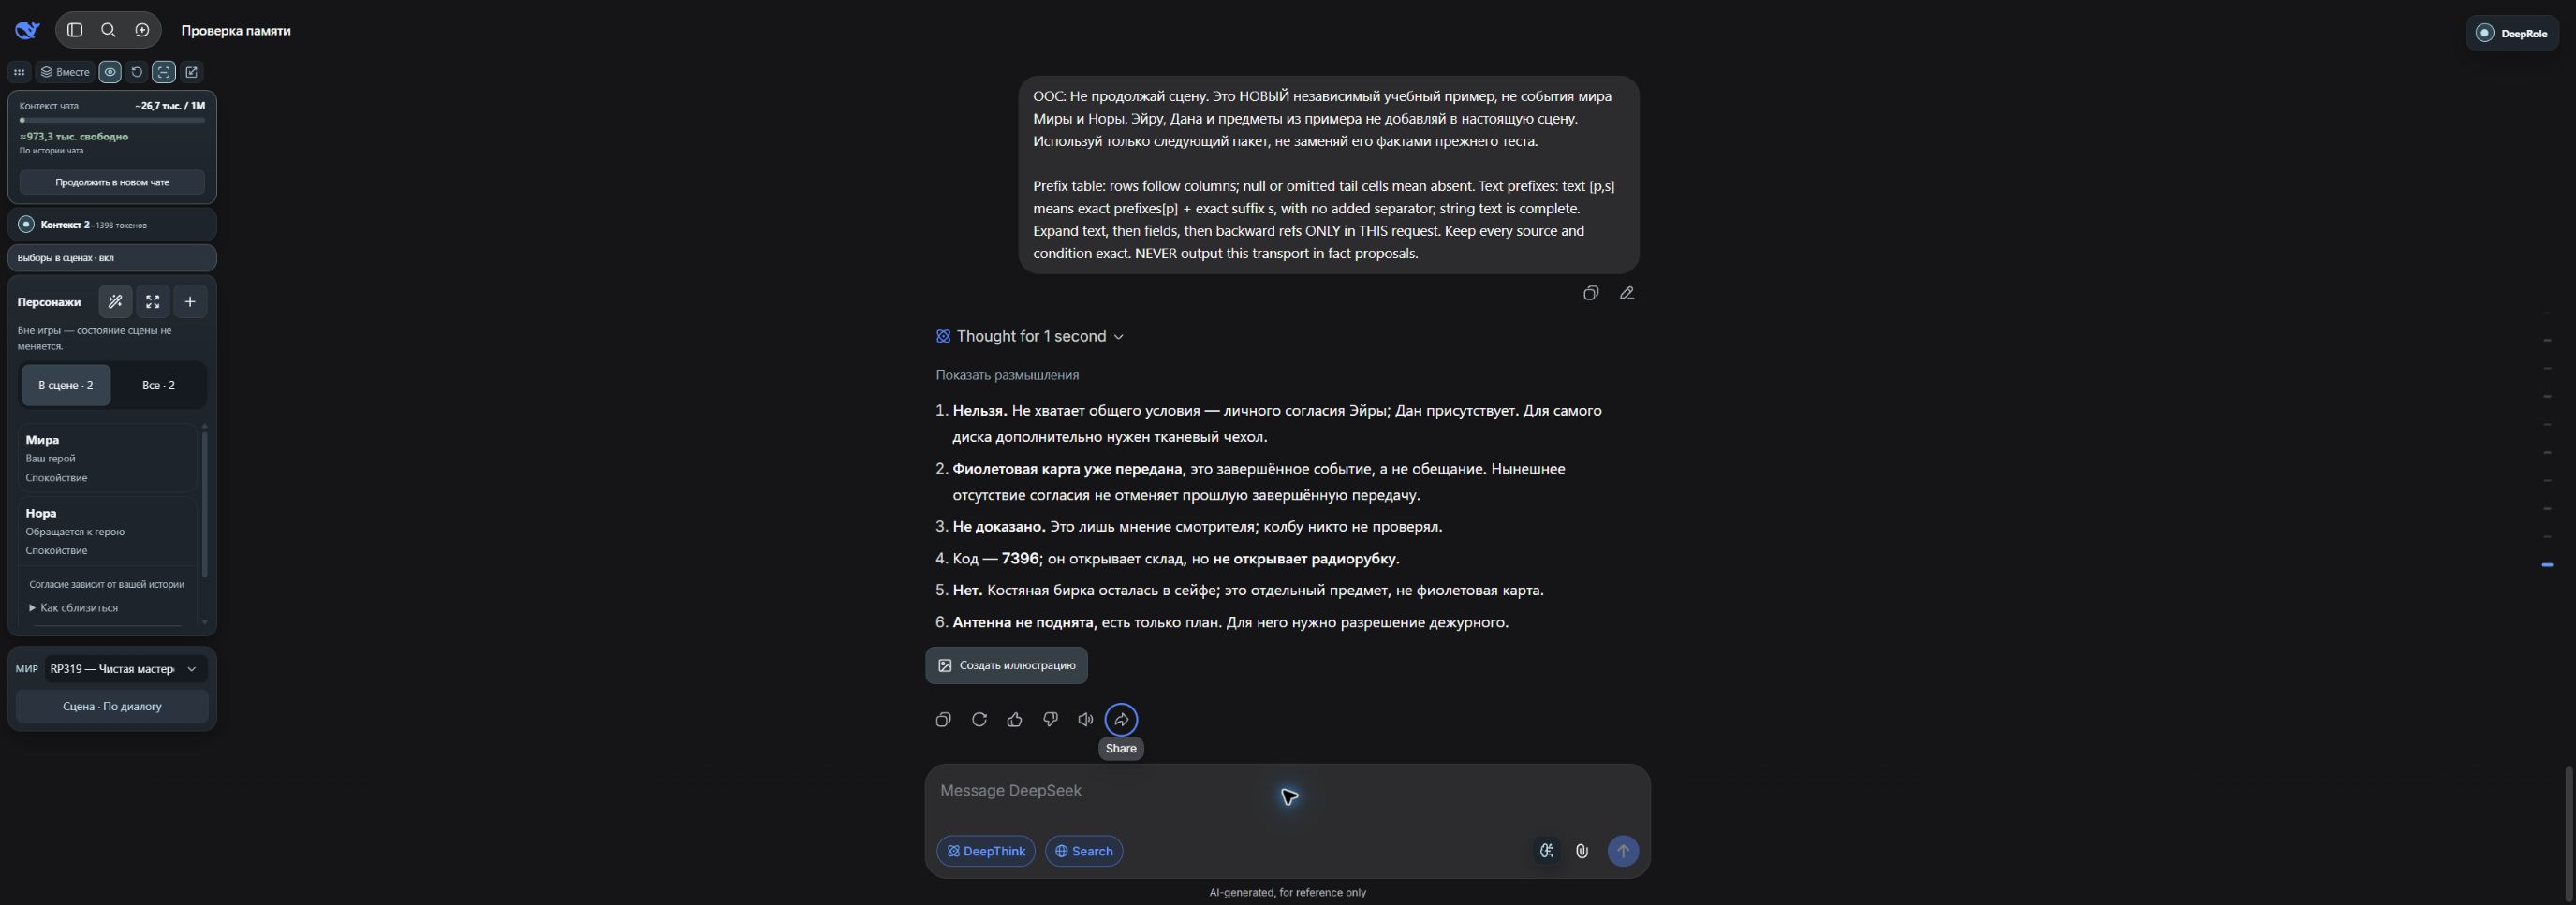 Проверка памяти
DeepRole
Вместе
Контекст чата ~26,7 тыс. / 1M
≈973,3 тыс. свободно
По истории чата
Продолжить в новом чате
Контекст 2 ~1398 токенов
Выборы в сценах · вкл
Персонажи
Вне игры — состояние сцены не
меняется.
В сцене · 2 Все · 2
Мира
Ваш герой
Спокойствие
Нора
Обращается к герою
Спокойствие
Согласие зависит от вашей истории
Как сблизиться
МИР RP319 — Чистая мастер
Сцена · По диалогу
OOC: Не продолжай сцену. Это НОВЫЙ независимый учебный пример, не события мира
Миры и Норы. Эйру, Дана и предметы из примера не добавляй в настоящую сцену.
Используй только следующий пакет, не заменяй его фактами прежнего теста.
Prefix table: rows follow columns; null or omitted tail cells mean absent. Text prefixes: text [p,s]
means exact prefixes[p] + exact suffix s, with no added separator; string text is complete.
Expand text, then fields, then backward refs ONLY in THIS request. Keep every source and
condition exact. NEVER output this transport in fact proposals.
Thought for 1 second
Показать размышления
1. Нельзя. Не хватает общего условия — личного согласия Эйры; Дан присутствует. Для самого
диска дополнительно нужен тканевый чехол.
2. Фиолетовая карта уже передана, это завершённое событие, а не обещание. Нынешнее
отсутствие согласия не отменяет прошлую завершённую передачу.
3. Не доказано. Это лишь мнение смотрителя; колбу никто не проверял.
4. Код — 7396; он открывает склад, но не открывает радиорубку.
5. Нет. Костяная бирка осталась в сейфе; это отдельный предмет, не фиолетовая карта.
6. Антенна не поднята, есть только план. Для него нужно разрешение дежурного.
Создать иллюстрацию
Share
Message DeepSeek
DeepThink Search
AI-generated, for reference only